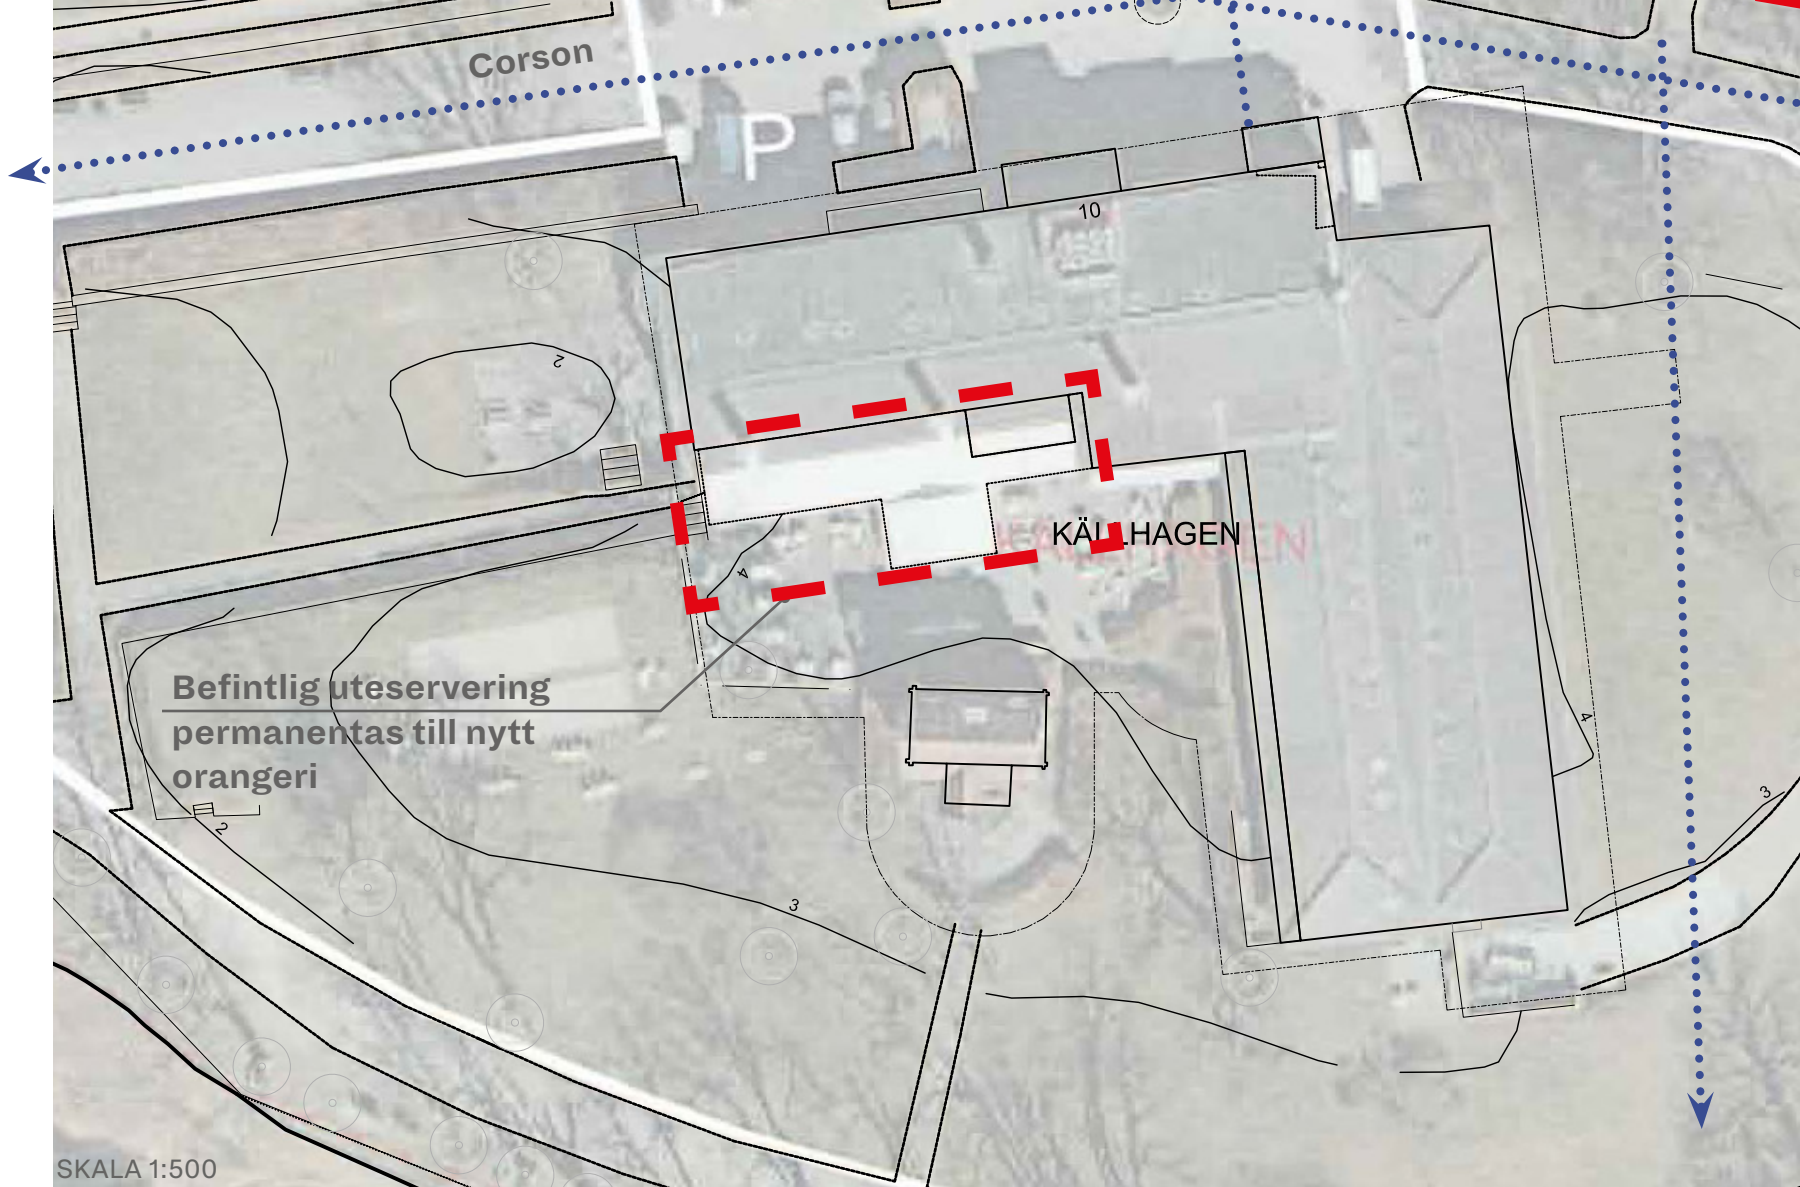 Corson
P
10
2
KÄLLHAGEN
4
Befintlig uteservering
permanentas till nytt
orangeri
4
3
2
3
SKALA 1:500